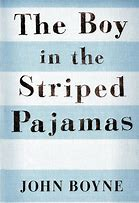 The Boy
in the
Striped
Pajamas
JOHN BOYNE